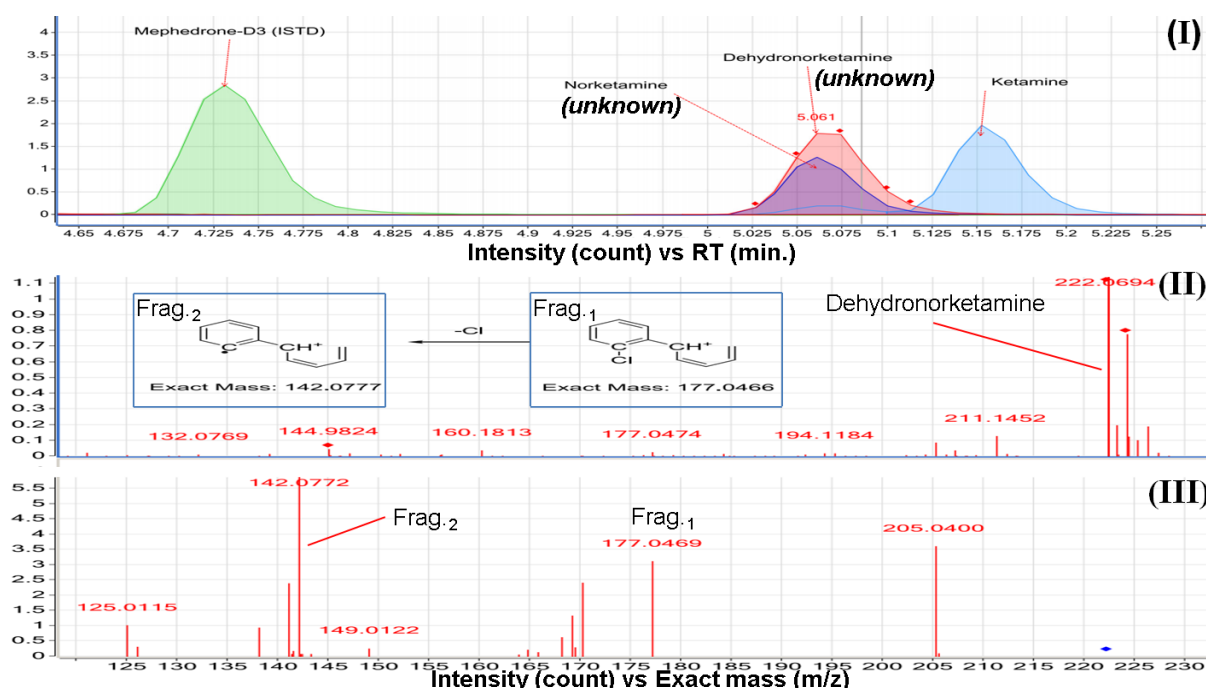 (I)
4
3.5
3
2.5
2
1.5
1
0.5
0
Mephedrone-D3 (ISTD)
Dehydronorketamine
(unknown)
Norketamine
(unknown)
Ketamine
5.061
4.65 4.675 4.7 4.725 4.75 4.775 4.8 4.825 4.85 4.875 4.9 4.925 4.95 4.975 5 5.025 5.05 5.075 5.1 5.125 5.15 5.175 5.2 5.225 5.25
Intensity (count) vs RT (min.)
(II)
1.1
1
0.9
0.8
0.7
0.6
0.5
0.4
0.3
0.2
0.1
0
Frag.2
C
CH+
Exact Mass: 142.0777
-Cl
Frag.1
C
Cl
CH+
Exact Mass: 177.0466
Dehydronorketamine
222.0694
132.0769
144.9824
160.1813
177.0474
194.1184
211.1452
(III)
5.5
5
4.5
4
3.5
3
2.5
2
1.5
1
0.5
0
142.0772
Frag.2
Frag.1
177.0469
205.0400
125.0115
149.0122
125 130 135 140 145 150 155 160 165 170 175 180 185 190 195 200 205 210 215 220 225 230
Intensity (count) vs Exact mass (m/z)